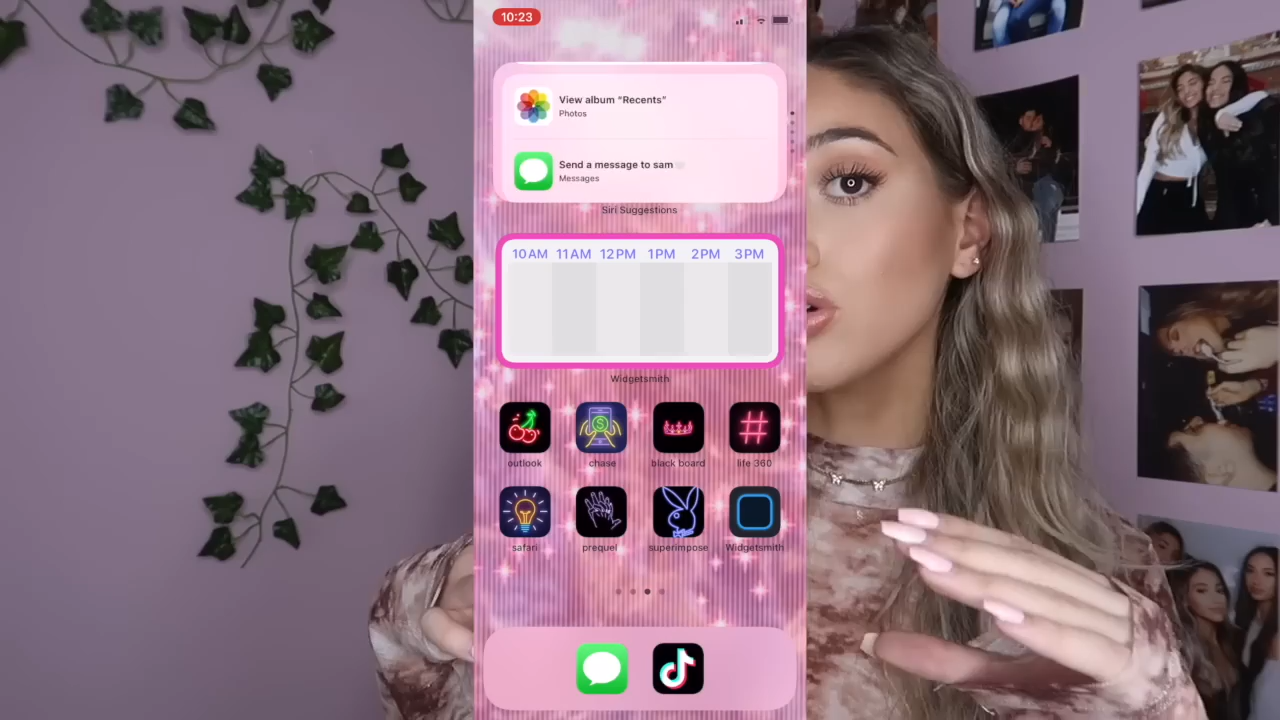 10:23
View album “Recents”
Photos
Send a message to sam
Messages
Siri Suggestions
10AM 11AM 12PM 1PM 2PM 3PM
Widgetsmith
outlook chase black board life 360
safari prequel superimpose Widgetsmith